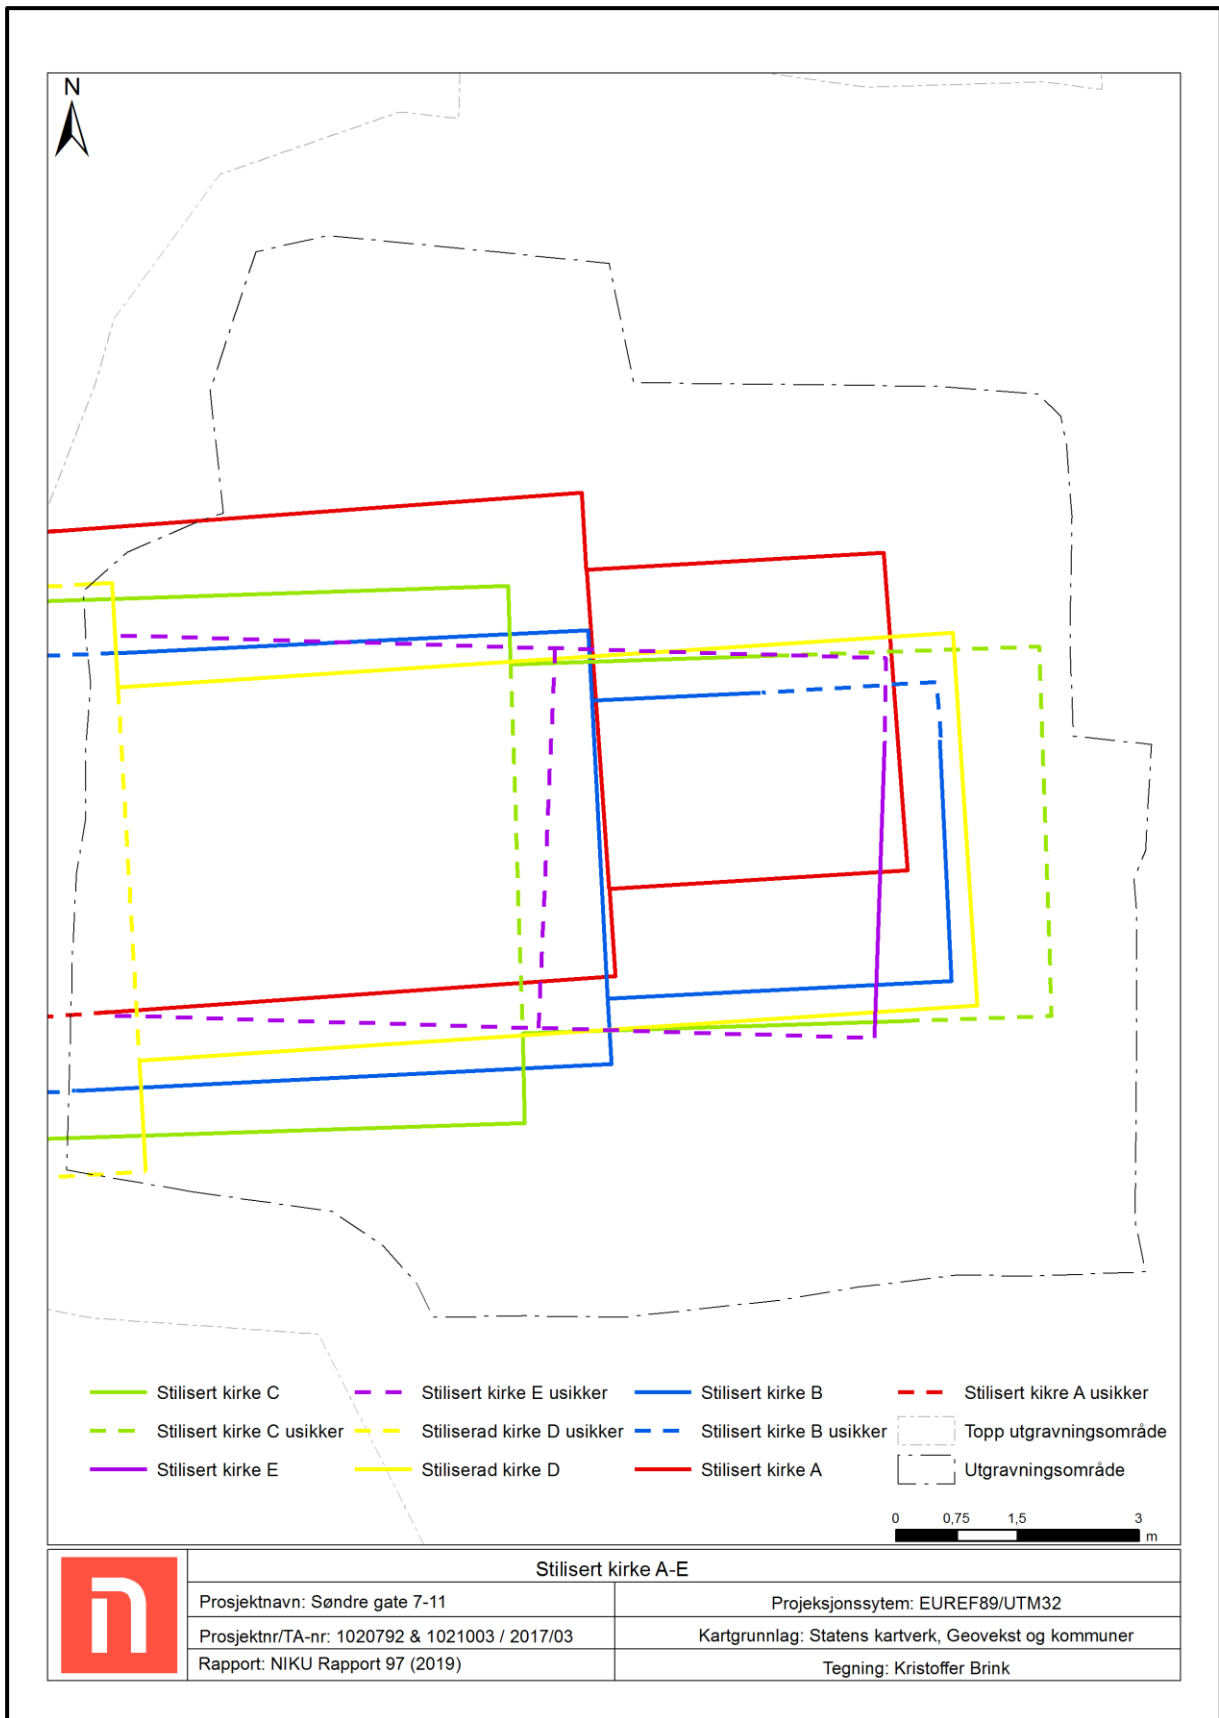 N
Stilisert kirke C
Stilisert kirke E usikker
Stilisert kirke B
Stilisert kikre A usikker
Stilisert kirke C usikker
Stiliserad kirke D usikker
Stilisert kirke B usikker
Topp utgravningsområde
Stilisert kirke E
Stiliserad kirke D
Stilisert kirke A
Utgravningsområde
0 0,75 1,5 3
m
Stilisert kirke A-E
Prosjektnavn: Søndre gate 7-11
Projeksjonssytem: EUREF89/UTM32
Prosjektnr/TA-nr: 1020792 & 1021003 / 2017/03
Kartgrunnlag: Statens kartverk, Geovekst og kommuner
Rapport: NIKU Rapport 97 (2019)
Tegning: Kristoffer Brink